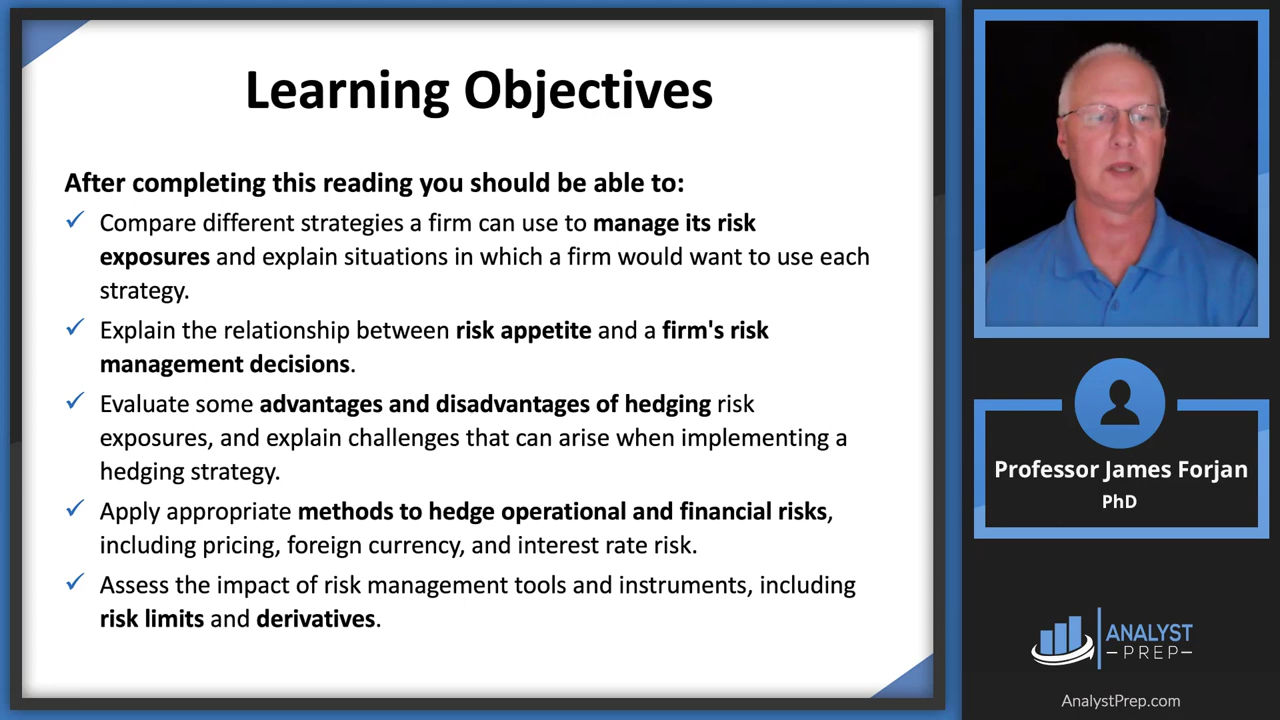 Learning Objectives
After completing this reading you should be able to:
Compare different strategies a firm can use to manage its risk
exposures and explain situations in which a firm would want to use each
strategy.
Explain the relationship between risk appetite and a firm's risk
management decisions.
Evaluate some advantages and disadvantages of hedging risk
exposures, and explain challenges that can arise when implementing a
hedging strategy.
Apply appropriate methods to hedge operational and financial risks,
including pricing, foreign currency, and interest rate risk.
Assess the impact of risk management tools and instruments, including
risk limits and derivatives.
Professor James Forjan
PhD
ANALYST
PREP
AnalystPrep.com